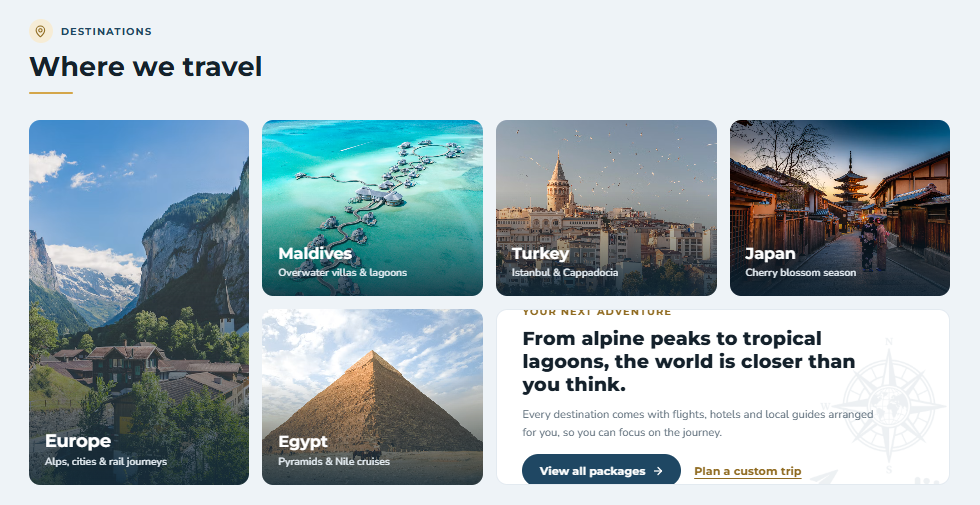 DESTINATIONS
Where we travel
Maldives
Overwater villas & lagoons
Turkey
Istanbul & Cappadocia
Japan
Cherry blossom season
Europe
Alps, cities & rail journeys
Egypt
Pyramids & Nile cruises
YOUR NEXT ADVENTURE
From alpine peaks to tropical
lagoons, the world is closer than
you think.
Every destination comes with flights, hotels and local guides arranged
for you, so you can focus on the journey.
View all packages →
Plan a custom trip
N
W
S